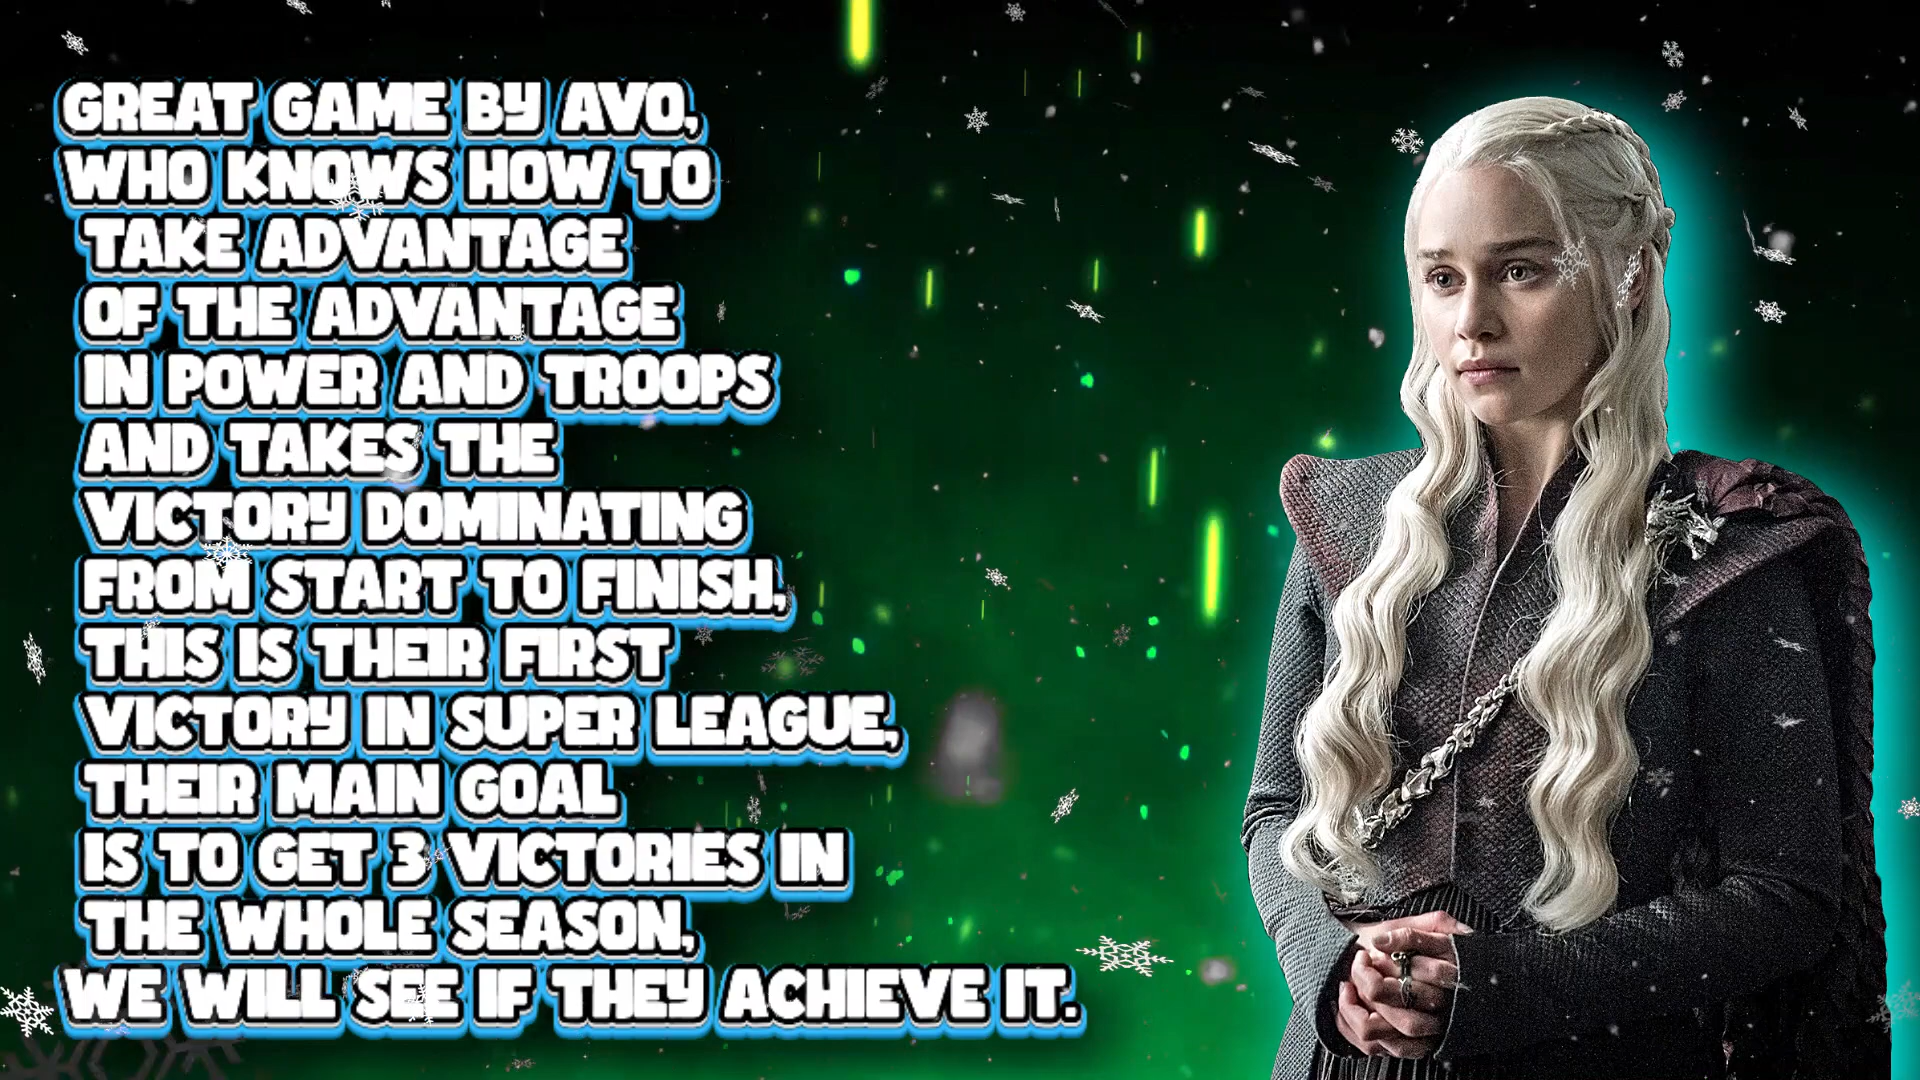 GREAT GAME BY AVO,
WHO KNOWS HOW TO
TAKE ADVANTAGE
OF THE ADVANTAGE
IN POWER AND TROOPS
AND TAKES THE
VICTORY DOMINATING
FROM START TO FINISH,
THIS IS THEIR FIRST
VICTORY IN SUPER LEAGUE,
THEIR MAIN GOAL
IS TO GET 3 VICTORIES IN
THE WHOLE SEASON,
WE WILL SEE IF THEY ACHIEVE IT.